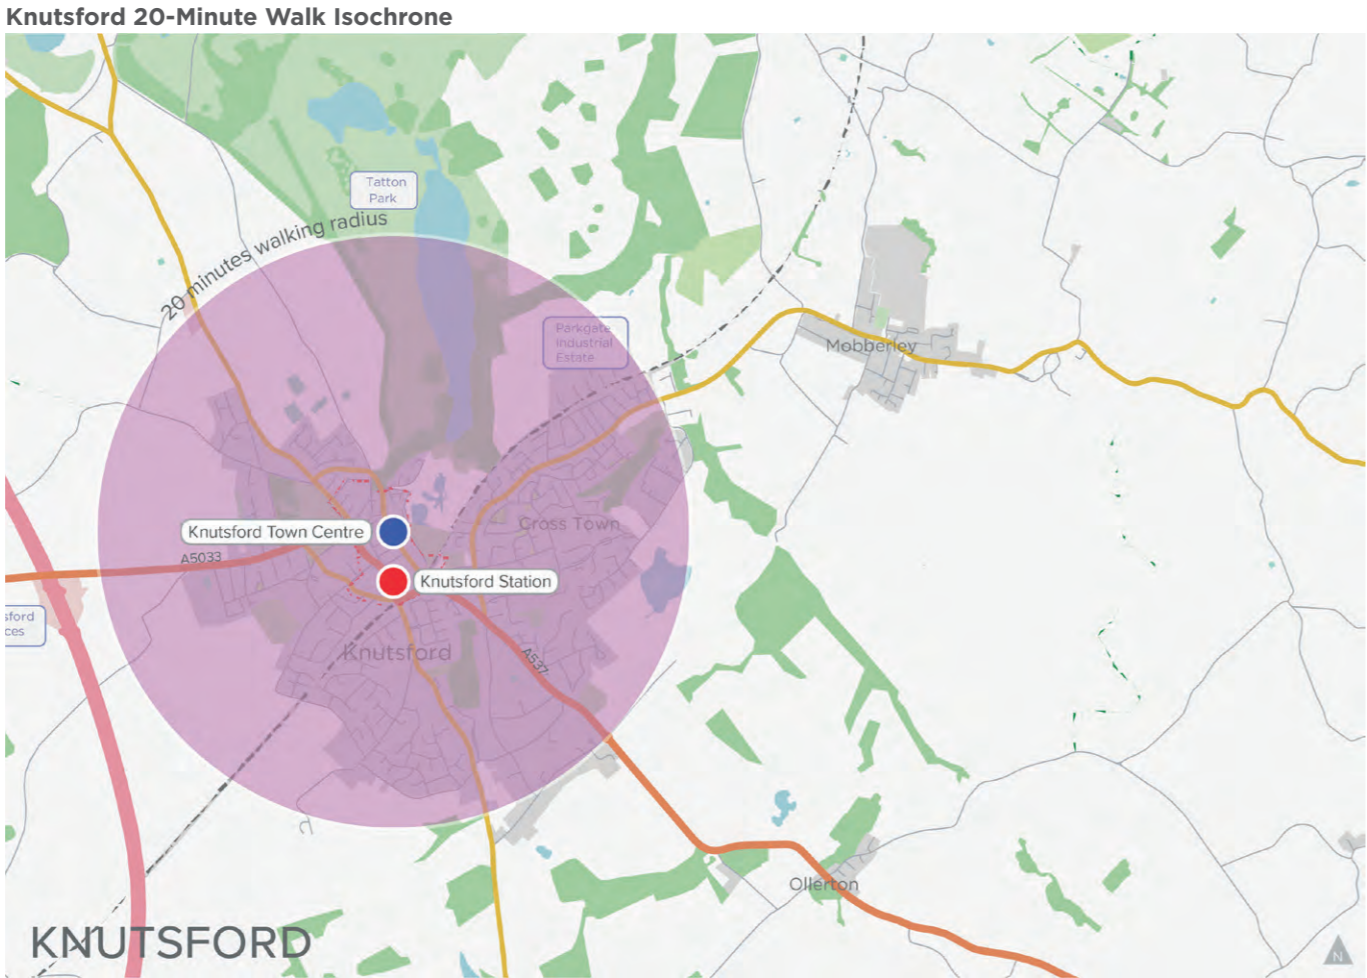 Knutsford 20-Minute Walk Isochrone
Tatton
Park
20 minutes walking radius
Parkgate
Industrial
Estate
Mobberley
Knutsford Town Centre
Cross Town
A5033
Knutsford Station
sford
ces
Knutsford
A537
Ollerton
KNUTSFORD
N